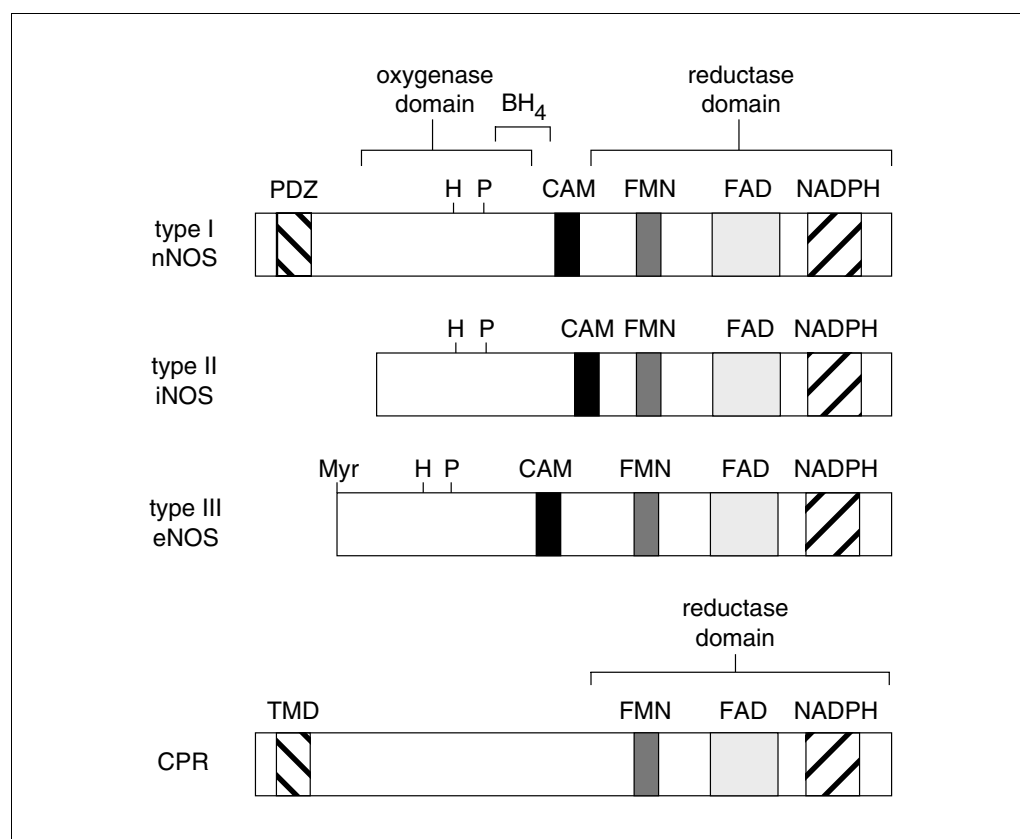 oxygenase
domain
BH4
reductase
domain
PDZ H P CAM FMN FAD NADPH
type I
nNOS
H P CAM FMN FAD NADPH
type II
iNOS
Myr H P CAM FMN FAD NADPH
type III
eNOS
reductase
domain
TMD FMN FAD NADPH
CPR